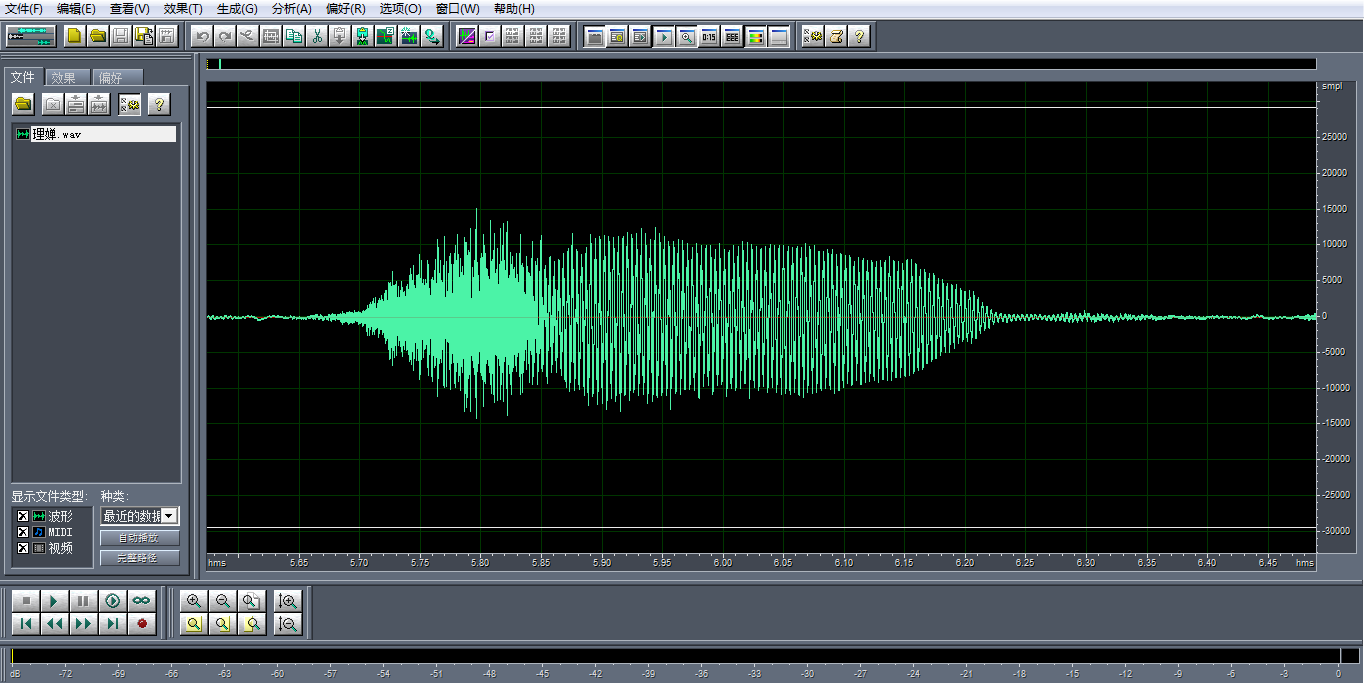 文件(F) 编辑(E) 查看(V) 效果(T) 生成(G) 分析(A) 偏好(R) 选项(O) 窗口(W) 帮助(H)
文件 效果 偏好
理婵.wav
smpl
25000
20000
15000
10000
5000
0
-5000
-10000
-15000
-20000
-25000
-30000
hms 5.65 5.70 5.75 5.80 5.85 5.90 5.95 6.00 6.05 6.10 6.15 6.20 6.25 6.30 6.35 6.40 6.45 hms
显示文件类型: 种类:
波形 最近的数据
MIDI 自动播放
视频 完整路径
dB -72 -69 -66 -63 -60 -57 -54 -51 -48 -45 -42 -39 -36 -33 -30 -27 -24 -21 -18 -15 -12 -9 -6 -3 0